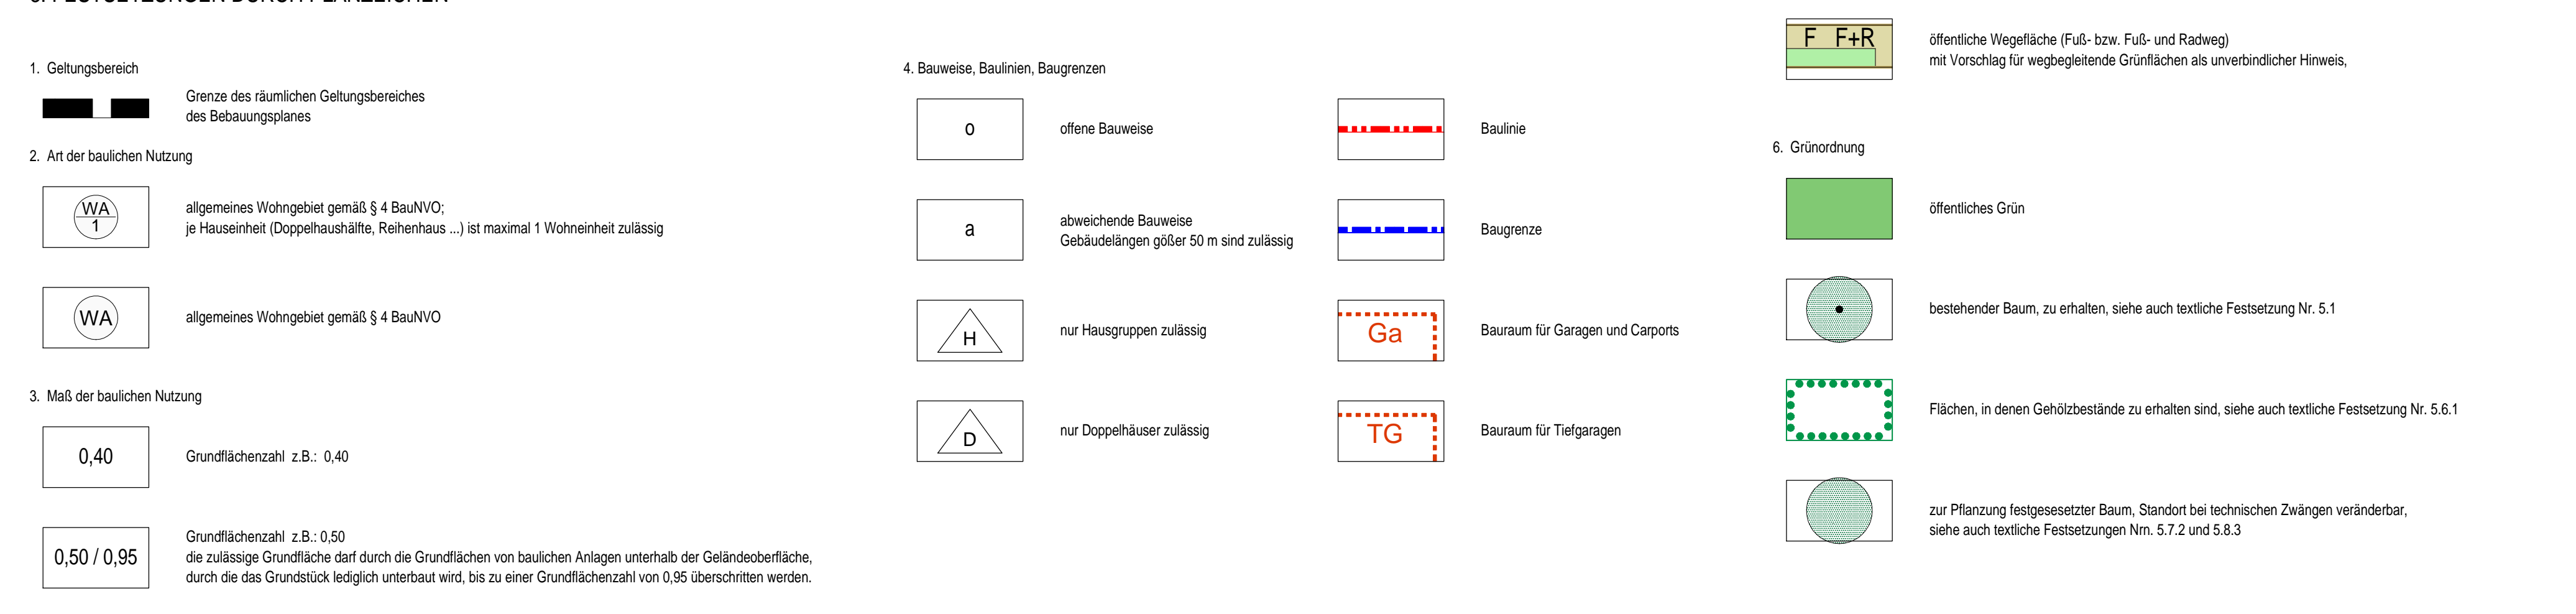 1. Geltungsbereich
Grenze des räumlichen Geltungsbereiches
des Bebauungsplanes
2. Art der baulichen Nutzung
WA
1
allgemeines Wohngebiet gemäß § 4 BauNVO;
je Hauseinheit (Doppelhaushälfte, Reihenhaus ...) ist maximal 1 Wohneinheit zulässig
WA
allgemeines Wohngebiet gemäß § 4 BauNVO
3. Maß der baulichen Nutzung
0,40
Grundflächenzahl z.B.: 0,40
0,50 / 0,95
Grundflächenzahl z.B.: 0,50
die zulässige Grundfläche darf durch die Grundflächen von baulichen Anlagen unterhalb der Geländeoberfläche,
durch die das Grundstück lediglich unterbaut wird, bis zu einer Grundflächenzahl von 0,95 überschritten werden.
4. Bauweise, Baulinien, Baugrenzen
o
offene Bauweise
a
abweichende Bauweise
Gebäudelängen gößer 50 m sind zulässig
H
nur Hausgruppen zulässig
D
nur Doppelhäuser zulässig
Baulinie
Baugrenze
Ga
Bauraum für Garagen und Carports
TG
Bauraum für Tiefgaragen
F F+R
öffentliche Wegefläche (Fuß- bzw. Fuß- und Radweg)
mit Vorschlag für wegbegleitende Grünflächen als unverbindlicher Hinweis,
6. Grünordnung
öffentliches Grün
bestehender Baum, zu erhalten, siehe auch textliche Festsetzung Nr. 5.1
Flächen, in denen Gehölzbestände zu erhalten sind, siehe auch textliche Festsetzung Nr. 5.6.1
zur Pflanzung festgesesetzter Baum, Standort bei technischen Zwängen veränderbar,
siehe auch textliche Festsetzungen Nrn. 5.7.2 und 5.8.3